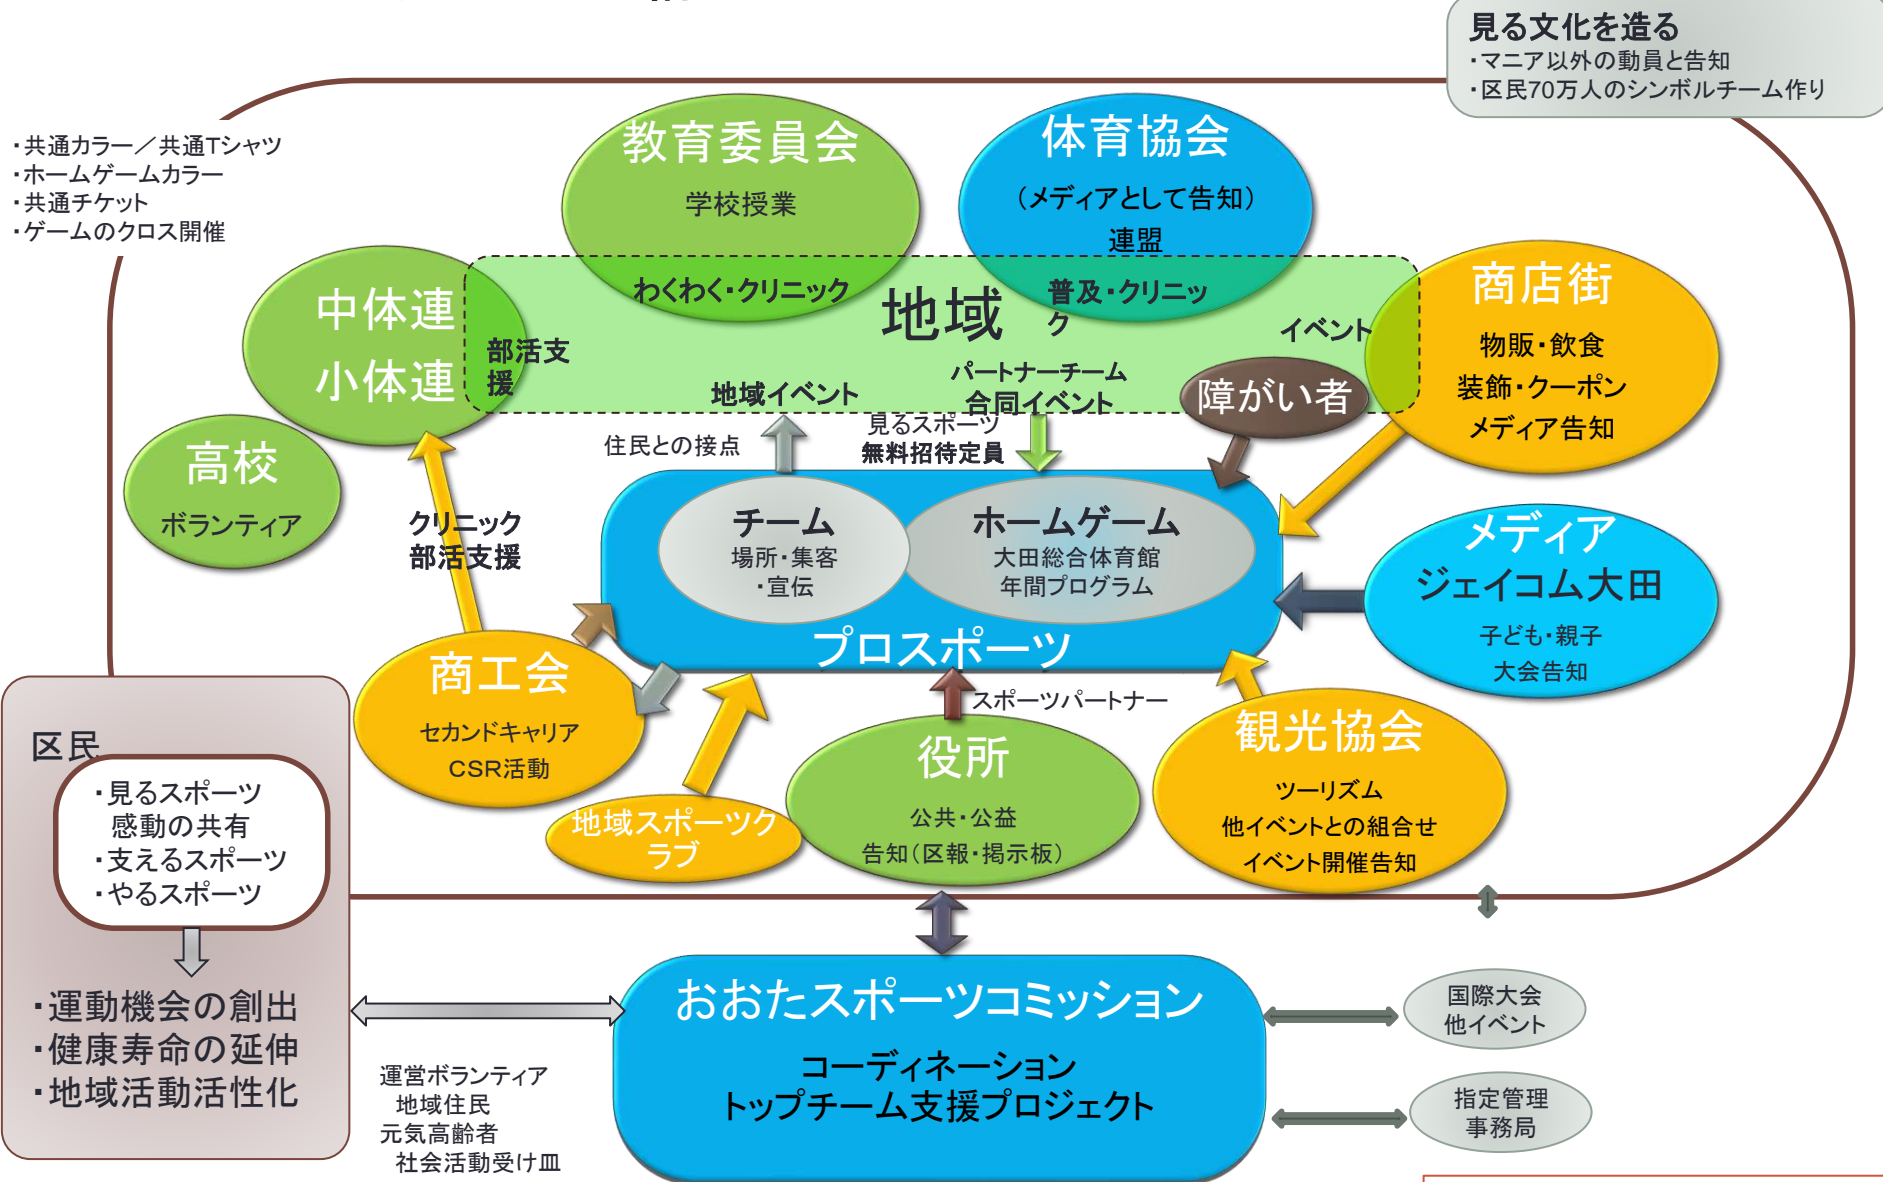 見る文化を造る
・マニア以外の動員と告知
・区民70万人のシンボルチーム作り
・共通カラー／共通Tシャツ
・ホームゲームカラー
・共通チケット
・ゲームのクロス開催
教育委員会
学校授業
わくわく・クリニック
体育協会
（メディアとして告知）
連盟
普及・クリニッ
ク
地域
中体連
小体連
部活支
援
商店街
物販・飲食
装飾・クーポン
メディア告知
イベント
障がい者
地域イベント
パートナーチーム
合同イベント
住民との接点
見るスポーツ
無料招待定員
高校
ボランティア
クリニック
部活支援
チーム
場所・集客
・宣伝
ホームゲーム
大田総合体育館
年間プログラム
プロスポーツ
メディア
ジェイコム大田
子ども・親子
大会告知
商工会
セカンドキャリア
CSR活動
地域スポーツク
ラブ
スポーツパートナー
役所
公共・公益
告知（区報・掲示板）
観光協会
ツーリズム
他イベントとの組合せ
イベント開催告知
区民
・見るスポーツ
感動の共有
・支えるスポーツ
・やるスポーツ
・運動機会の創出
・健康寿命の延伸
・地域活動活性化
運営ボランティア
地域住民
元気高齢者
社会活動受け皿
おおたスポーツコミッション
コーディネーション
トップチーム支援プロジェクト
国際大会
他イベント
指定管理
事務局